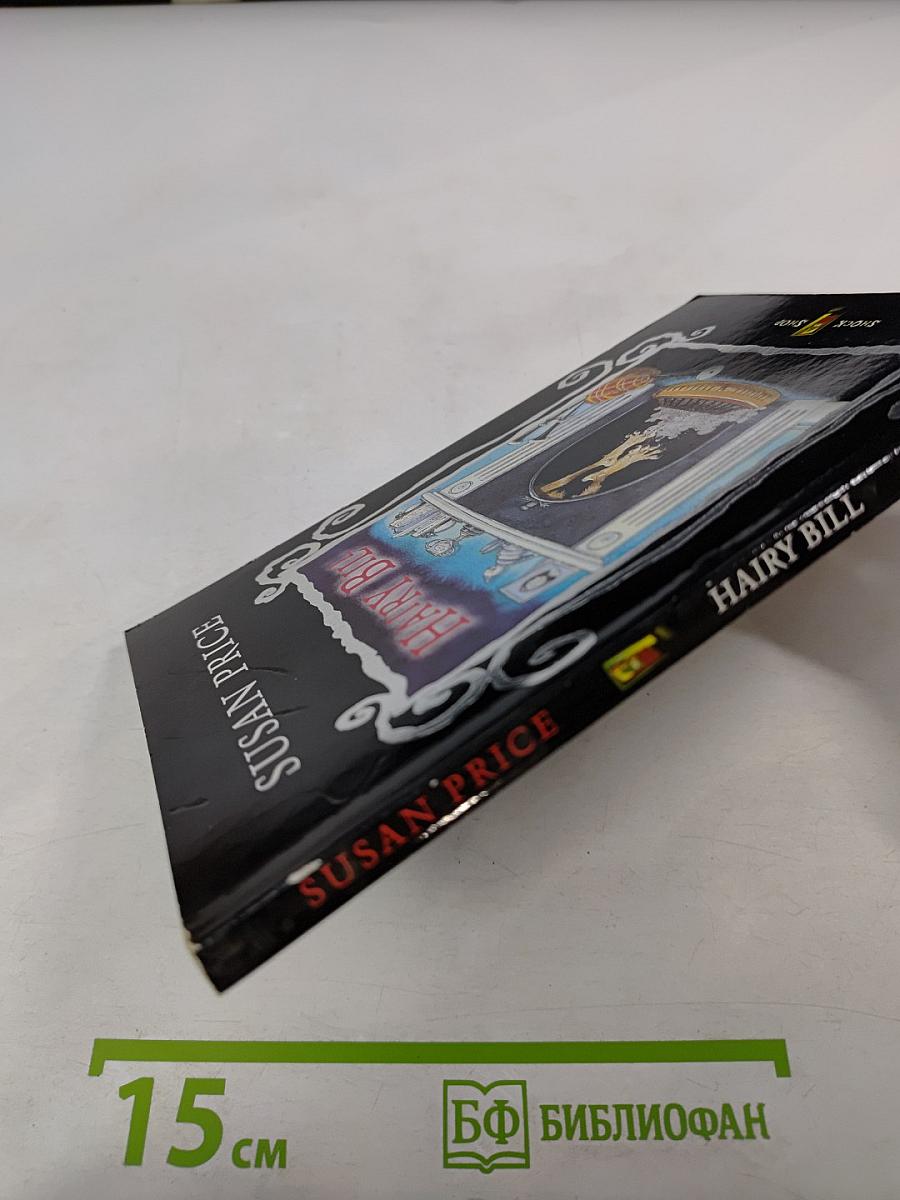 SHOCK SHOP
HAIRY BILL
SUSAN PRICE
SUSAN PRICE
HAIRY BILL
15 см
БФ БИБЛИОФАН